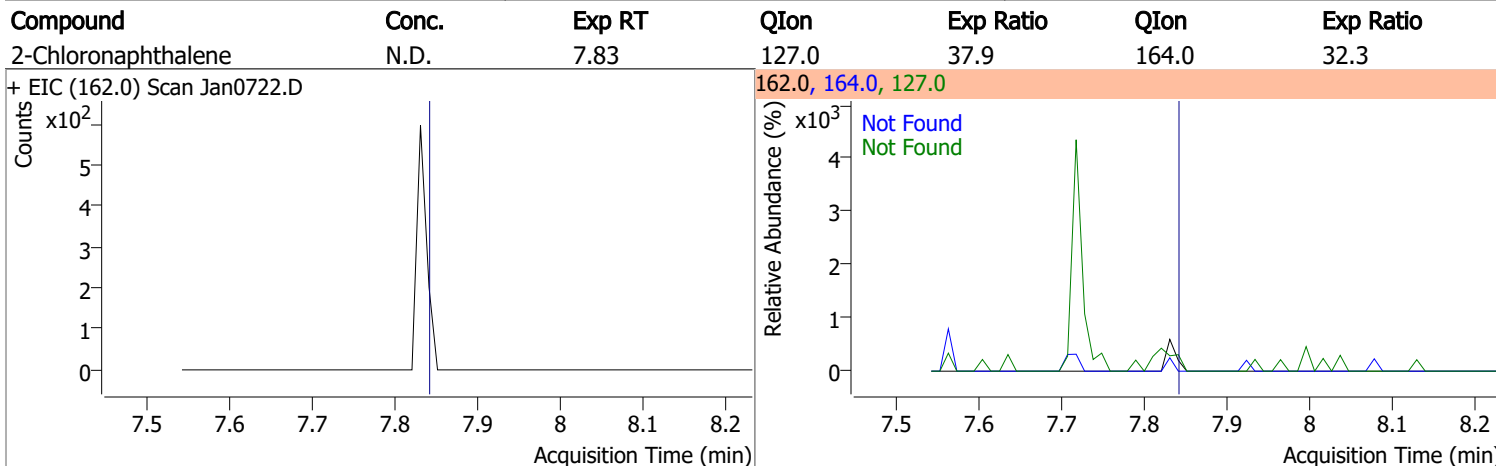 Compound Conc. Exp RT QIon Exp Ratio QIon Exp Ratio
2-Chloronaphthalene N.D. 7.83 127.0 37.9 164.0 32.3
+ EIC (162.0) Scan Jan0722.D
Counts
x10²
5
4
3
2
1
0
7.5 7.6 7.7 7.8 7.9 8 8.1 8.2
Acquisition Time (min)
162.0, 164.0, 127.0
Relative Abundance (%)
x10³
Not Found
Not Found
4
3
2
1
0
7.5 7.6 7.7 7.8 7.9 8 8.1 8.2
Acquisition Time (min)